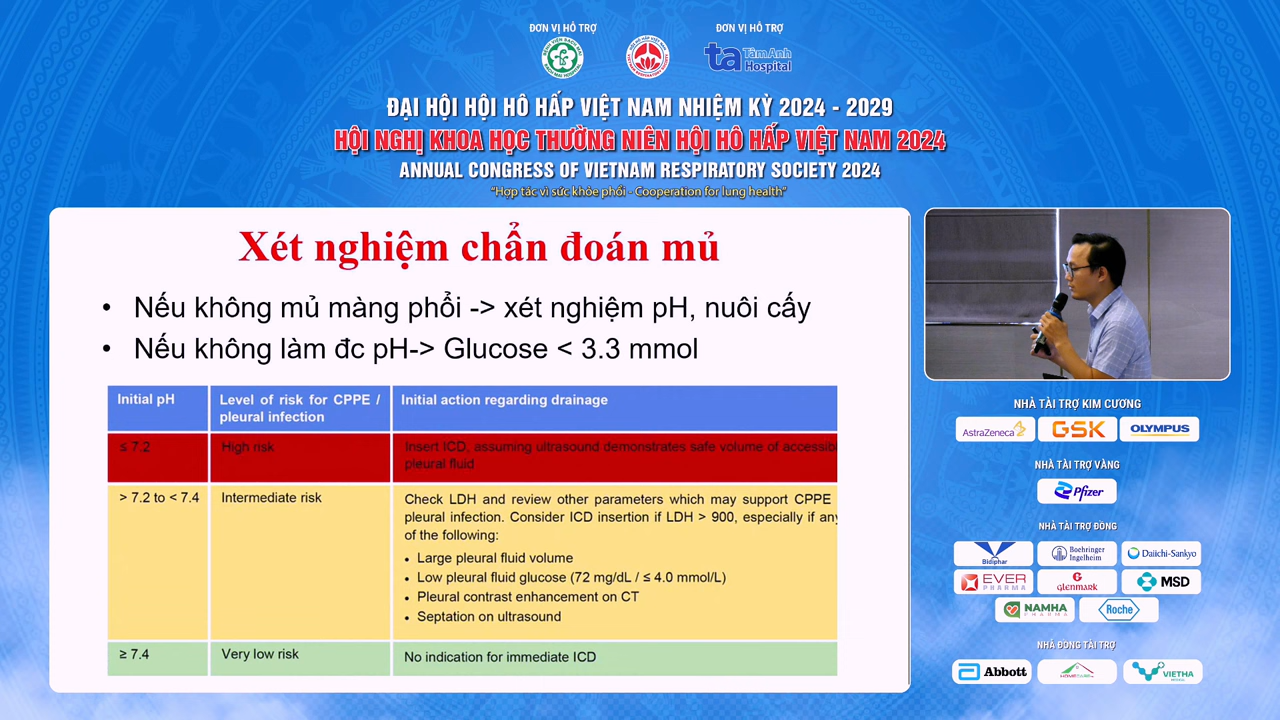 ĐƠN VỊ HỖ TRỢ
ĐƠN VỊ HỖ TRỢ
ta TâmAnh
Hospital
ĐẠI HỘI HỘI HÔ HẤP VIỆT NAM NHIỆM KỲ 2024 - 2029
HỘI NGHỊ KHOA HỌC THƯỜNG NIÊN HỘI HÔ HẤP VIỆT NAM 2024
ANNUAL CONGRESS OF VIETNAM RESPIRATORY SOCIETY 2024
"Hợp tác vì sức khỏe phổi - Cooperation for lung health"
Xét nghiệm chẩn đoán mủ
• Nếu không mủ màng phổi -> xét nghiệm pH, nuôi cấy
• Nếu không làm đc pH-> Glucose < 3.3 mmol
Initial pH
Level of risk for CPPE /
pleural infection
Initial action regarding drainage
≤ 7.2
High risk
Insert ICD, assuming ultrasound demonstrates safe volume of accessib
pleural fluid
> 7.2 to < 7.4
Intermediate risk
Check LDH and review other parameters which may support CPPE
pleural infection. Consider ICD insertion if LDH > 900, especially if any
of the following:
• Large pleural fluid volume
• Low pleural fluid glucose (72 mg/dL / ≤ 4.0 mmol/L)
• Pleural contrast enhancement on CT
• Septation on ultrasound
≥ 7.4
Very low risk
No indication for immediate ICD
NHÀ TÀI TRỢ KIM CƯƠNG
AstraZeneca
GSK
OLYMPUS
NHÀ TÀI TRỢ VÀNG
Pfizer
NHÀ TÀI TRỢ ĐỒNG
Bidiphar
Boehringer
Ingelheim
Daiichi-Sankyo
EVER
PHARMA
GLENMARK
MSD
NAMHA
PHARMA
Roche
NHÀ ĐỒNG TÀI TRỢ
Abbott
VIETHA